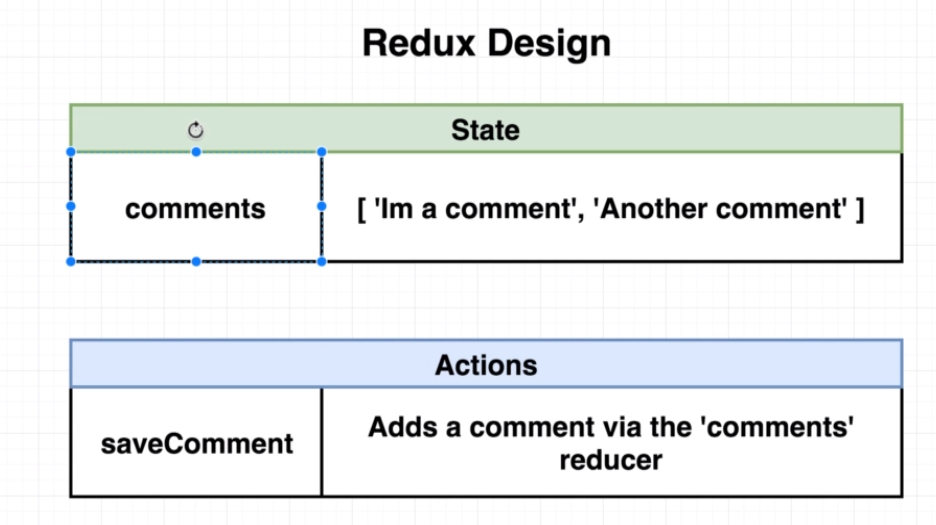 Redux Design
State
comments
[ 'Im a comment', 'Another comment' ]
Actions
saveComment
Adds a comment via the 'comments'
reducer